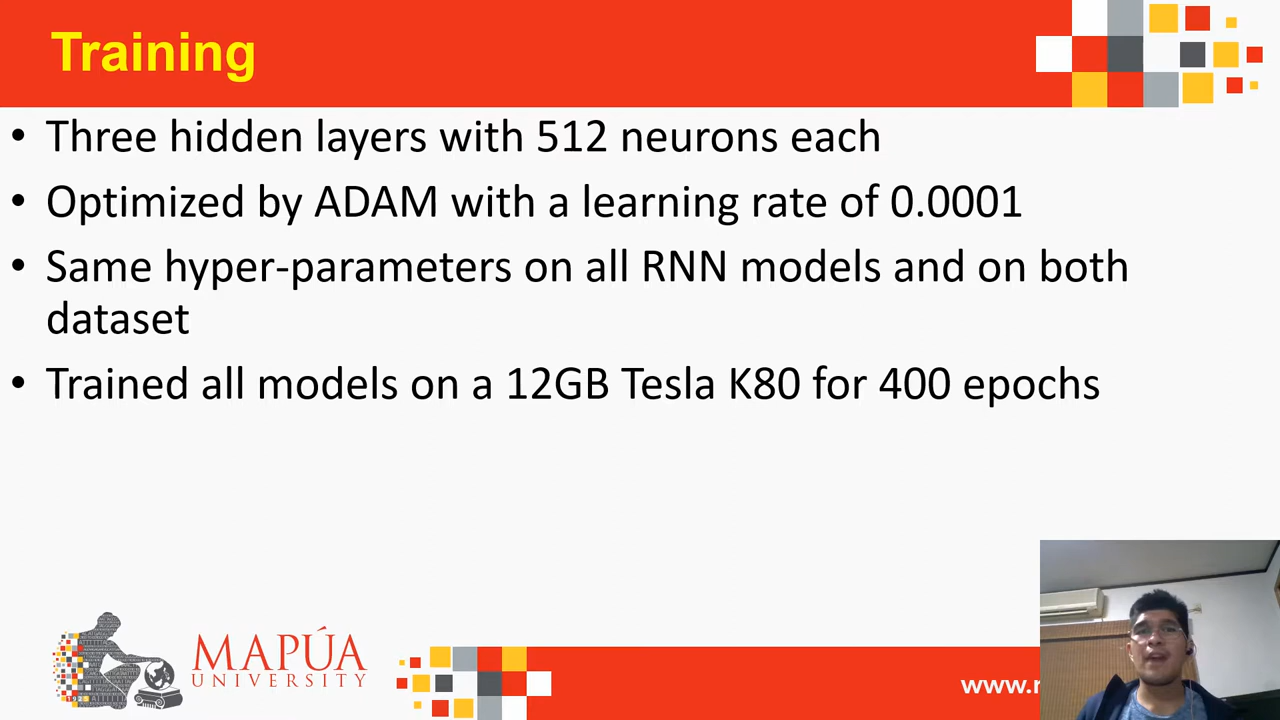 Training
• Three hidden layers with 512 neurons each
• Optimized by ADAM with a learning rate of 0.0001
• Same hyper-parameters on all RNN models and on both
dataset
• Trained all models on a 12GB Tesla K80 for 400 epochs
MAPÚA
UNIVERSITY
www.